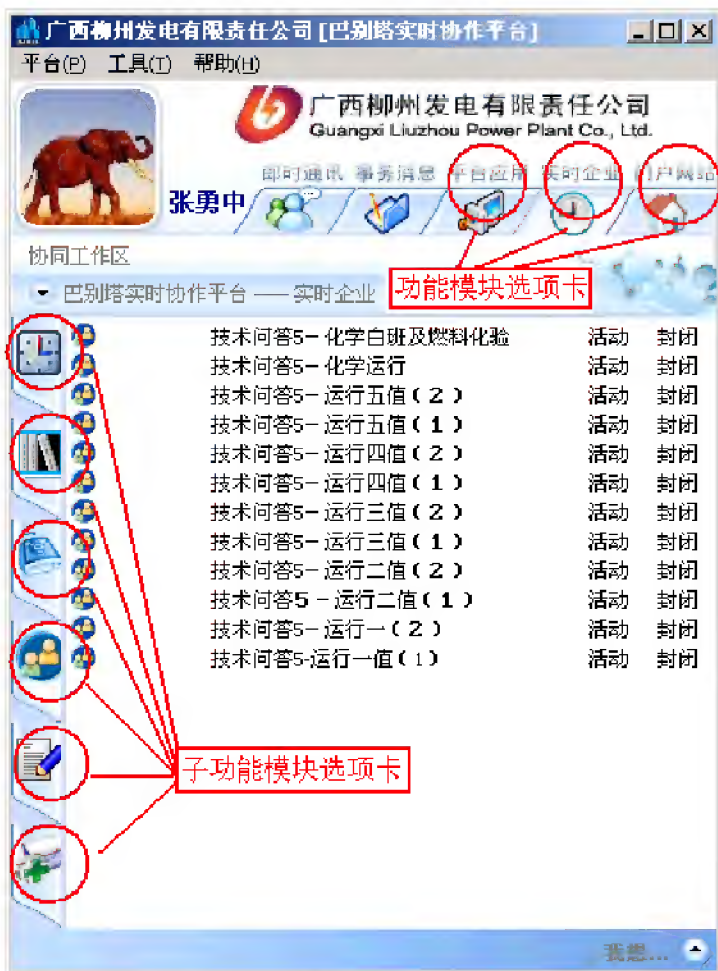 广西柳州发电有限责任公司 [巴别塔实时协作平台]
平台(P) 工具(T) 帮助(H)
广西柳州发电有限责任公司
Guangxi Liuzhou Power Plant Co., Ltd.
即时通讯 事务消息 平台应用 实时企业 门户网站
张勇中
协同工作区
功能模块选项卡
巴别塔实时协作平台 —— 实时企业
技术问答5-化学白班及燃料化验 活动 封闭
技术问答5-化学运行 活动 封闭
技术问答5-运行五值(2) 活动 封闭
技术问答5-运行五值(1) 活动 封闭
技术问答5-运行四值(2) 活动 封闭
技术问答5-运行四值(1) 活动 封闭
技术问答5-运行三值(2) 活动 封闭
技术问答5-运行三值(1) 活动 封闭
技术问答5-运行二值(2) 活动 封闭
技术问答5-运行二值(1) 活动 封闭
技术问答5-运行一(2) 活动 封闭
技术问答5-运行一值(1) 活动 封闭
子功能模块选项卡
我想...